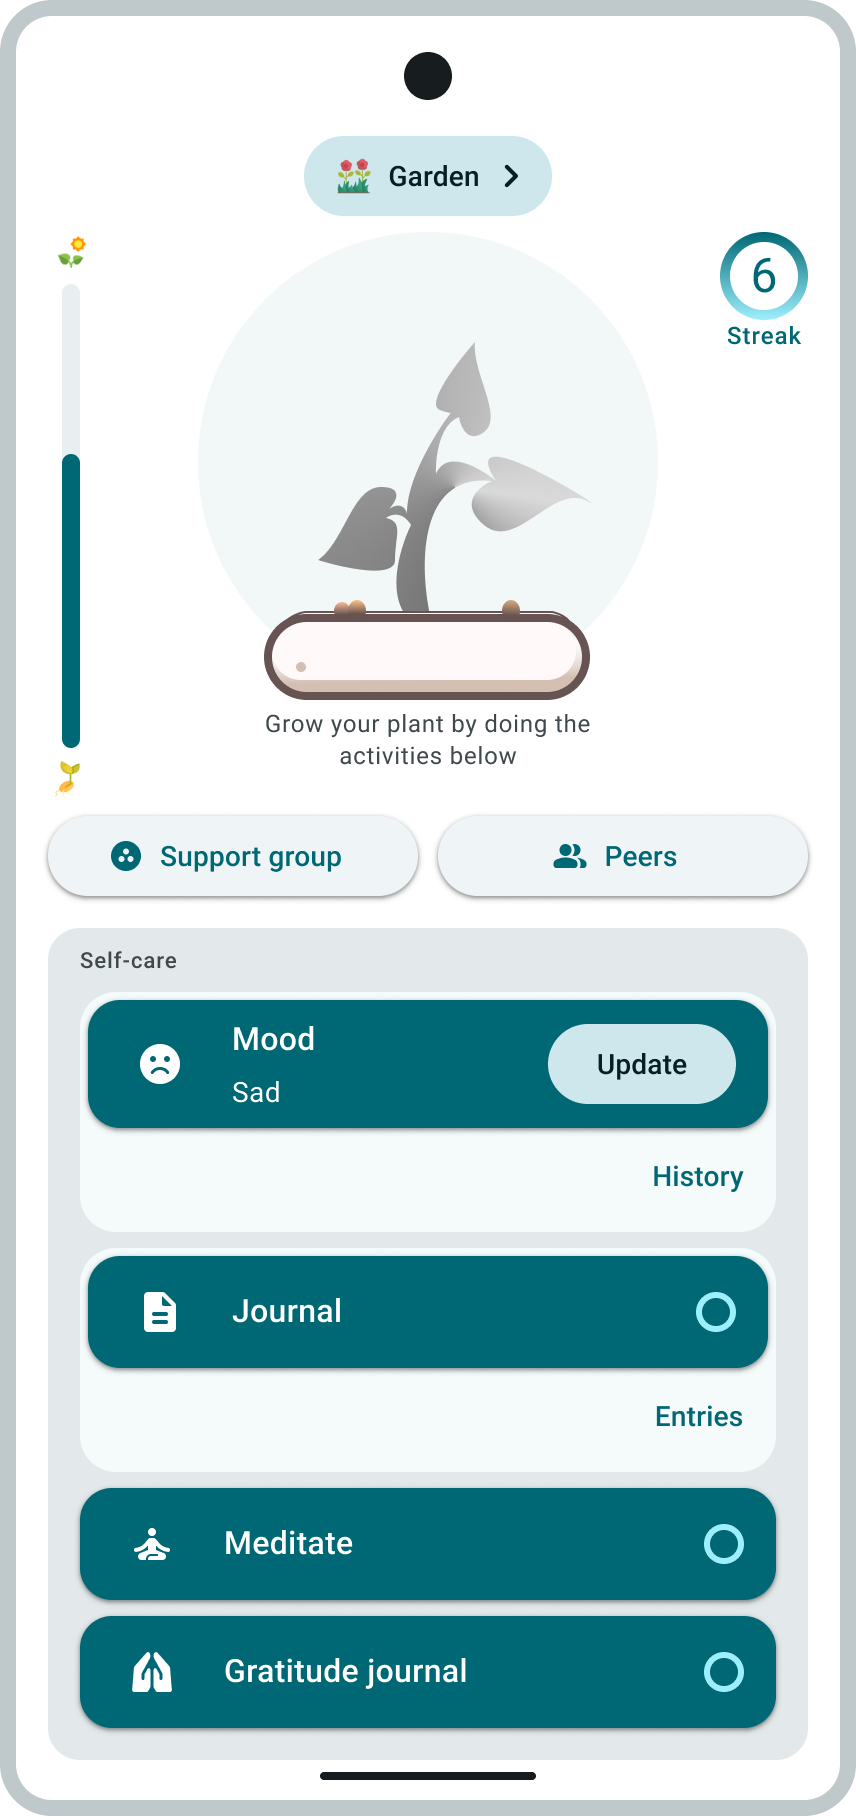 Garden
6
Streak
Grow your plant by doing the
activities below
Support group
Peers
Self-care
Mood
Sad
Update
History
Journal
Entries
Meditate
Gratitude journal